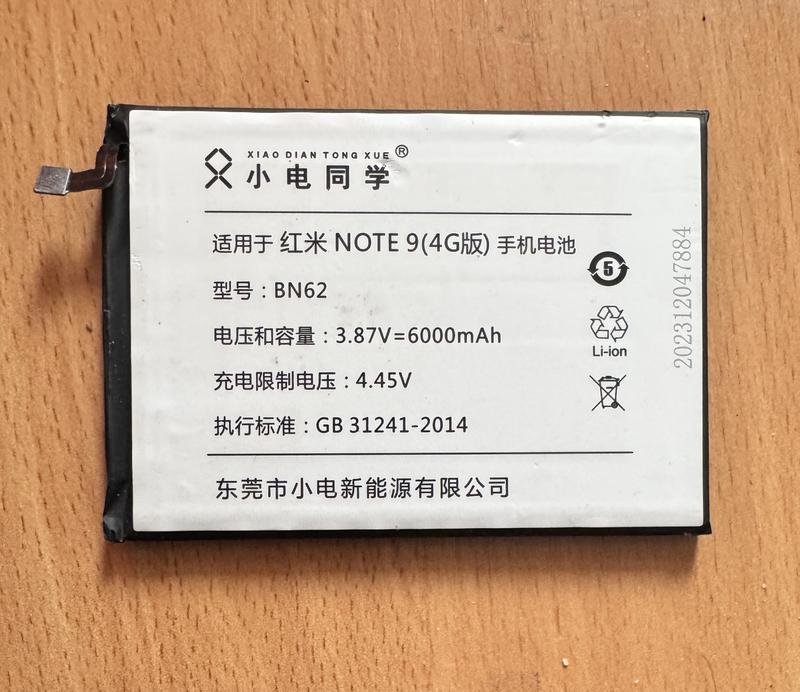 XIAO DIAN TONG XUE®
小电同学
适用于 红米 NOTE 9(4G版) 手机电池
型号：BN62
电压和容量：3.87V=6000mAh
充电限制电压：4.45V
执行标准：GB 31241-2014
东莞市小电新能源有限公司
5
Li-ion
202312047884